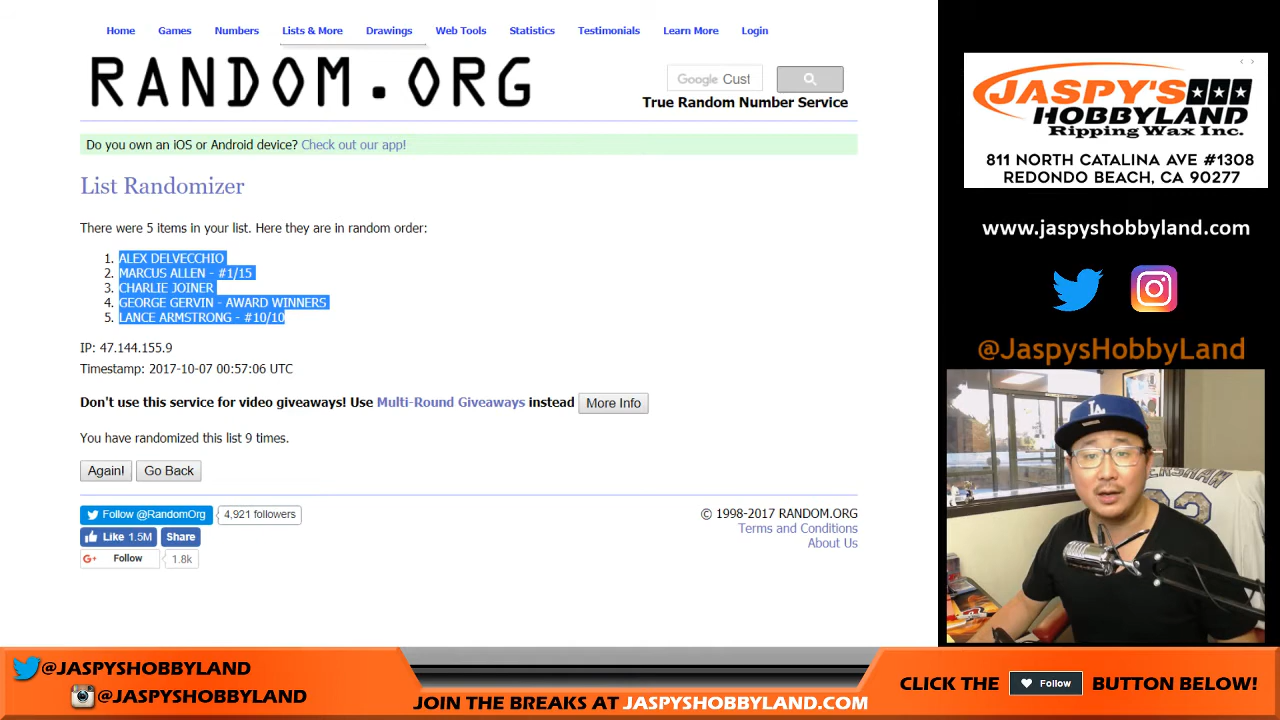 Home Games Numbers Lists & More Drawings Web Tools Statistics Testimonials Learn More Login
RANDOM.ORG
Google Cust
True Random Number Service
Do you own an iOS or Android device? Check out our app!
List Randomizer
There were 5 items in your list. Here they are in random order:
1. ALEX DELVECCHIO
2. MARCUS ALLEN - #1/15
3. CHARLIE JOINER
4. GEORGE GERVIN - AWARD WINNERS
5. LANCE ARMSTRONG - #10/10
IP: 47.144.155.9
Timestamp: 2017-10-07 00:57:06 UTC
Don't use this service for video giveaways! Use Multi-Round Giveaways instead More Info
You have randomized this list 9 times.
Again! Go Back
Follow @RandomOrg 4,921 followers
Like 1.5M Share
G+ Follow 1.8k
© 1998-2017 RANDOM.ORG
Terms and Conditions
About Us
JASPY'S
HOBBYLAND
Ripping Wax Inc.
811 NORTH CATALINA AVE #1308
REDONDO BEACH, CA 90277
www.jaspyshobbyland.com
@JaspysHobbyLand
LA
@JASPYSHOBBYLAND
@JASPYSHOBBYLAND
JOIN THE BREAKS AT JASPYSHOBBYLAND.COM
CLICK THE Follow BUTTON BELOW!